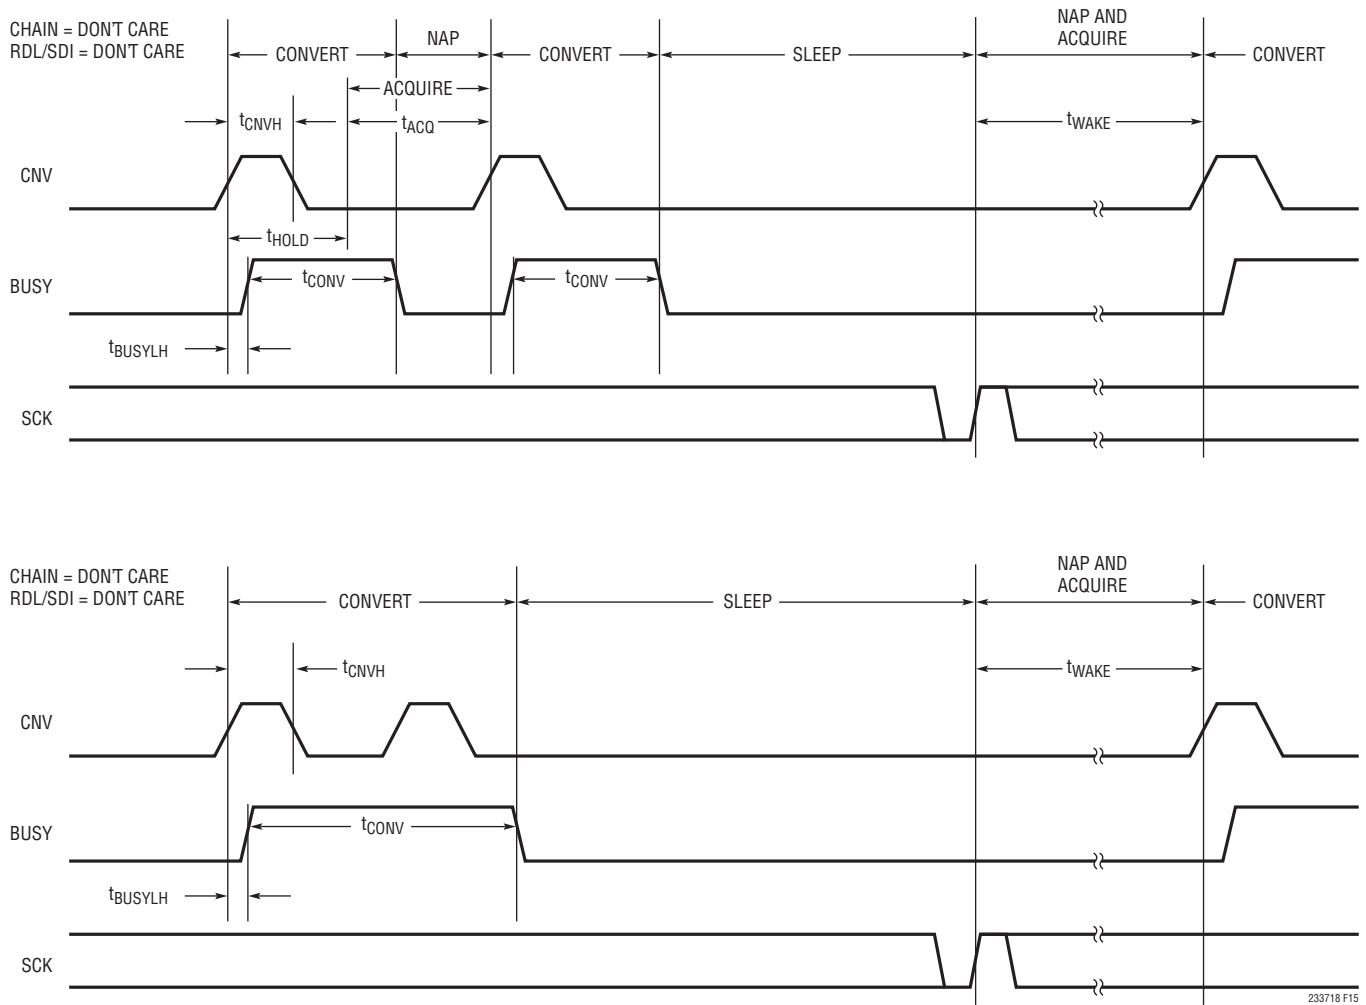 CHAIN = DON'T CARE
RDL/SDI = DON'T CARE
CONVERT
NAP
CONVERT
SLEEP
NAP AND
ACQUIRE
CONVERT
ACQUIRE
tCNVH
tACQ
tWAKE
CNV
tHOLD
BUSY
tCONV
tCONV
tBUSYLH
SCK
CHAIN = DON'T CARE
RDL/SDI = DON'T CARE
CONVERT
SLEEP
NAP AND
ACQUIRE
CONVERT
tCNVH
tWAKE
CNV
BUSY
tCONV
tBUSYLH
SCK
233718 F15